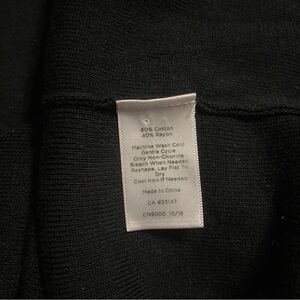 60% Cotton
40% Rayon
Machine Wash Cold
Gentle Cycle
Only Non-Chlorine
Bleach When Needed
Reshape, Lay Flat To
Dry
Cool Iron If Needed
Made in China
CA #23147
CN5000 10/16